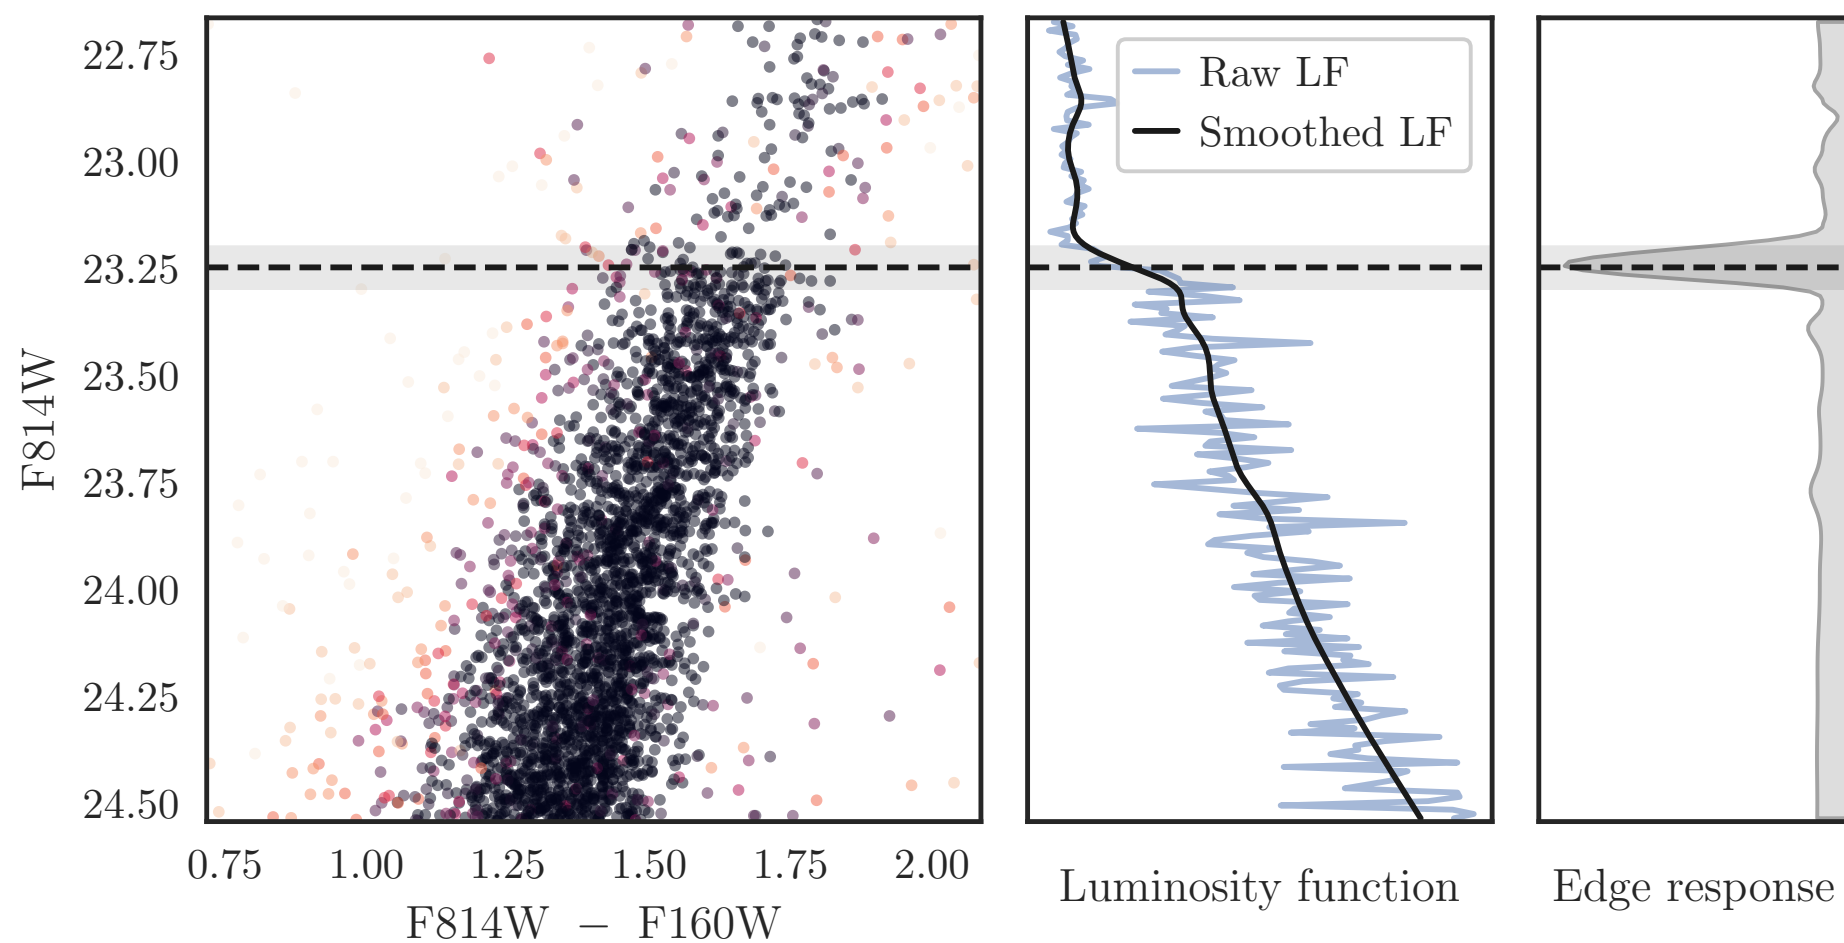 F814W
22.75
23.00
23.25
23.50
23.75
24.00
24.25
24.50
0.75 1.00 1.25 1.50 1.75 2.00
F814W − F160W
Raw LF
Smoothed LF
Luminosity function
Edge response